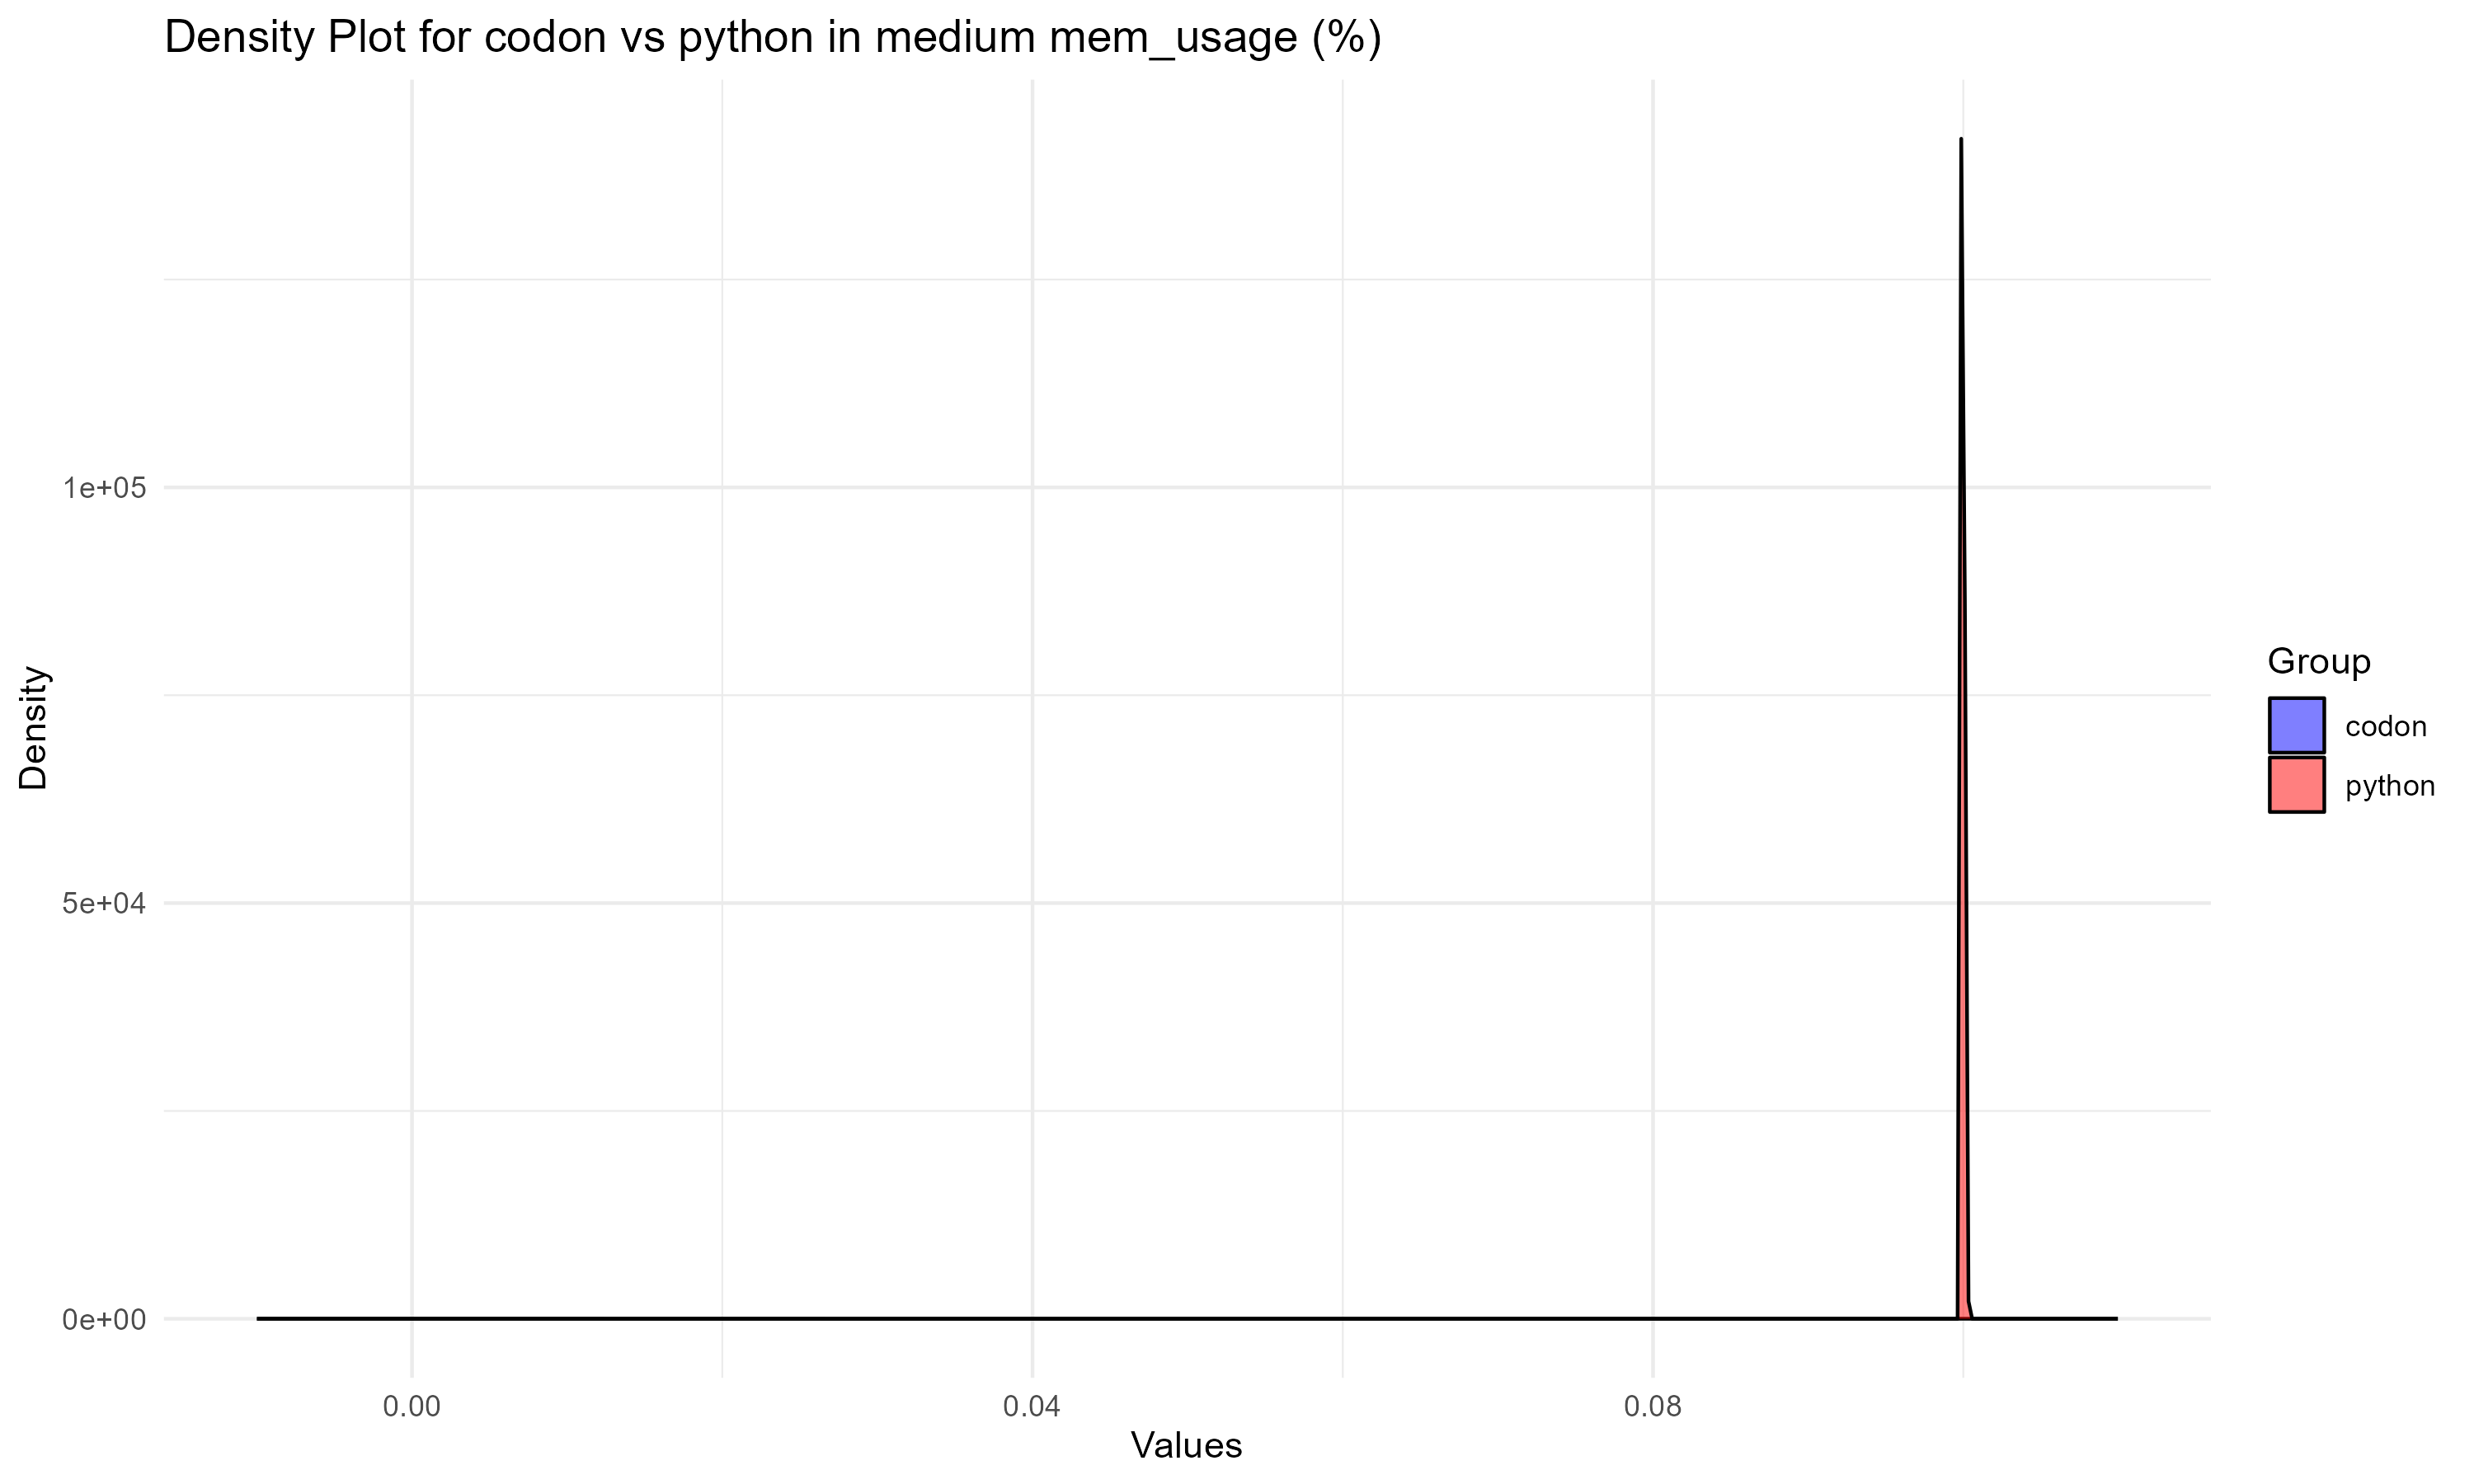 Density Plot for codon vs python in medium mem_usage (%)
Density
1e+05
5e+04
0e+00
0.00
0.04
0.08
Values
Group
codon
python